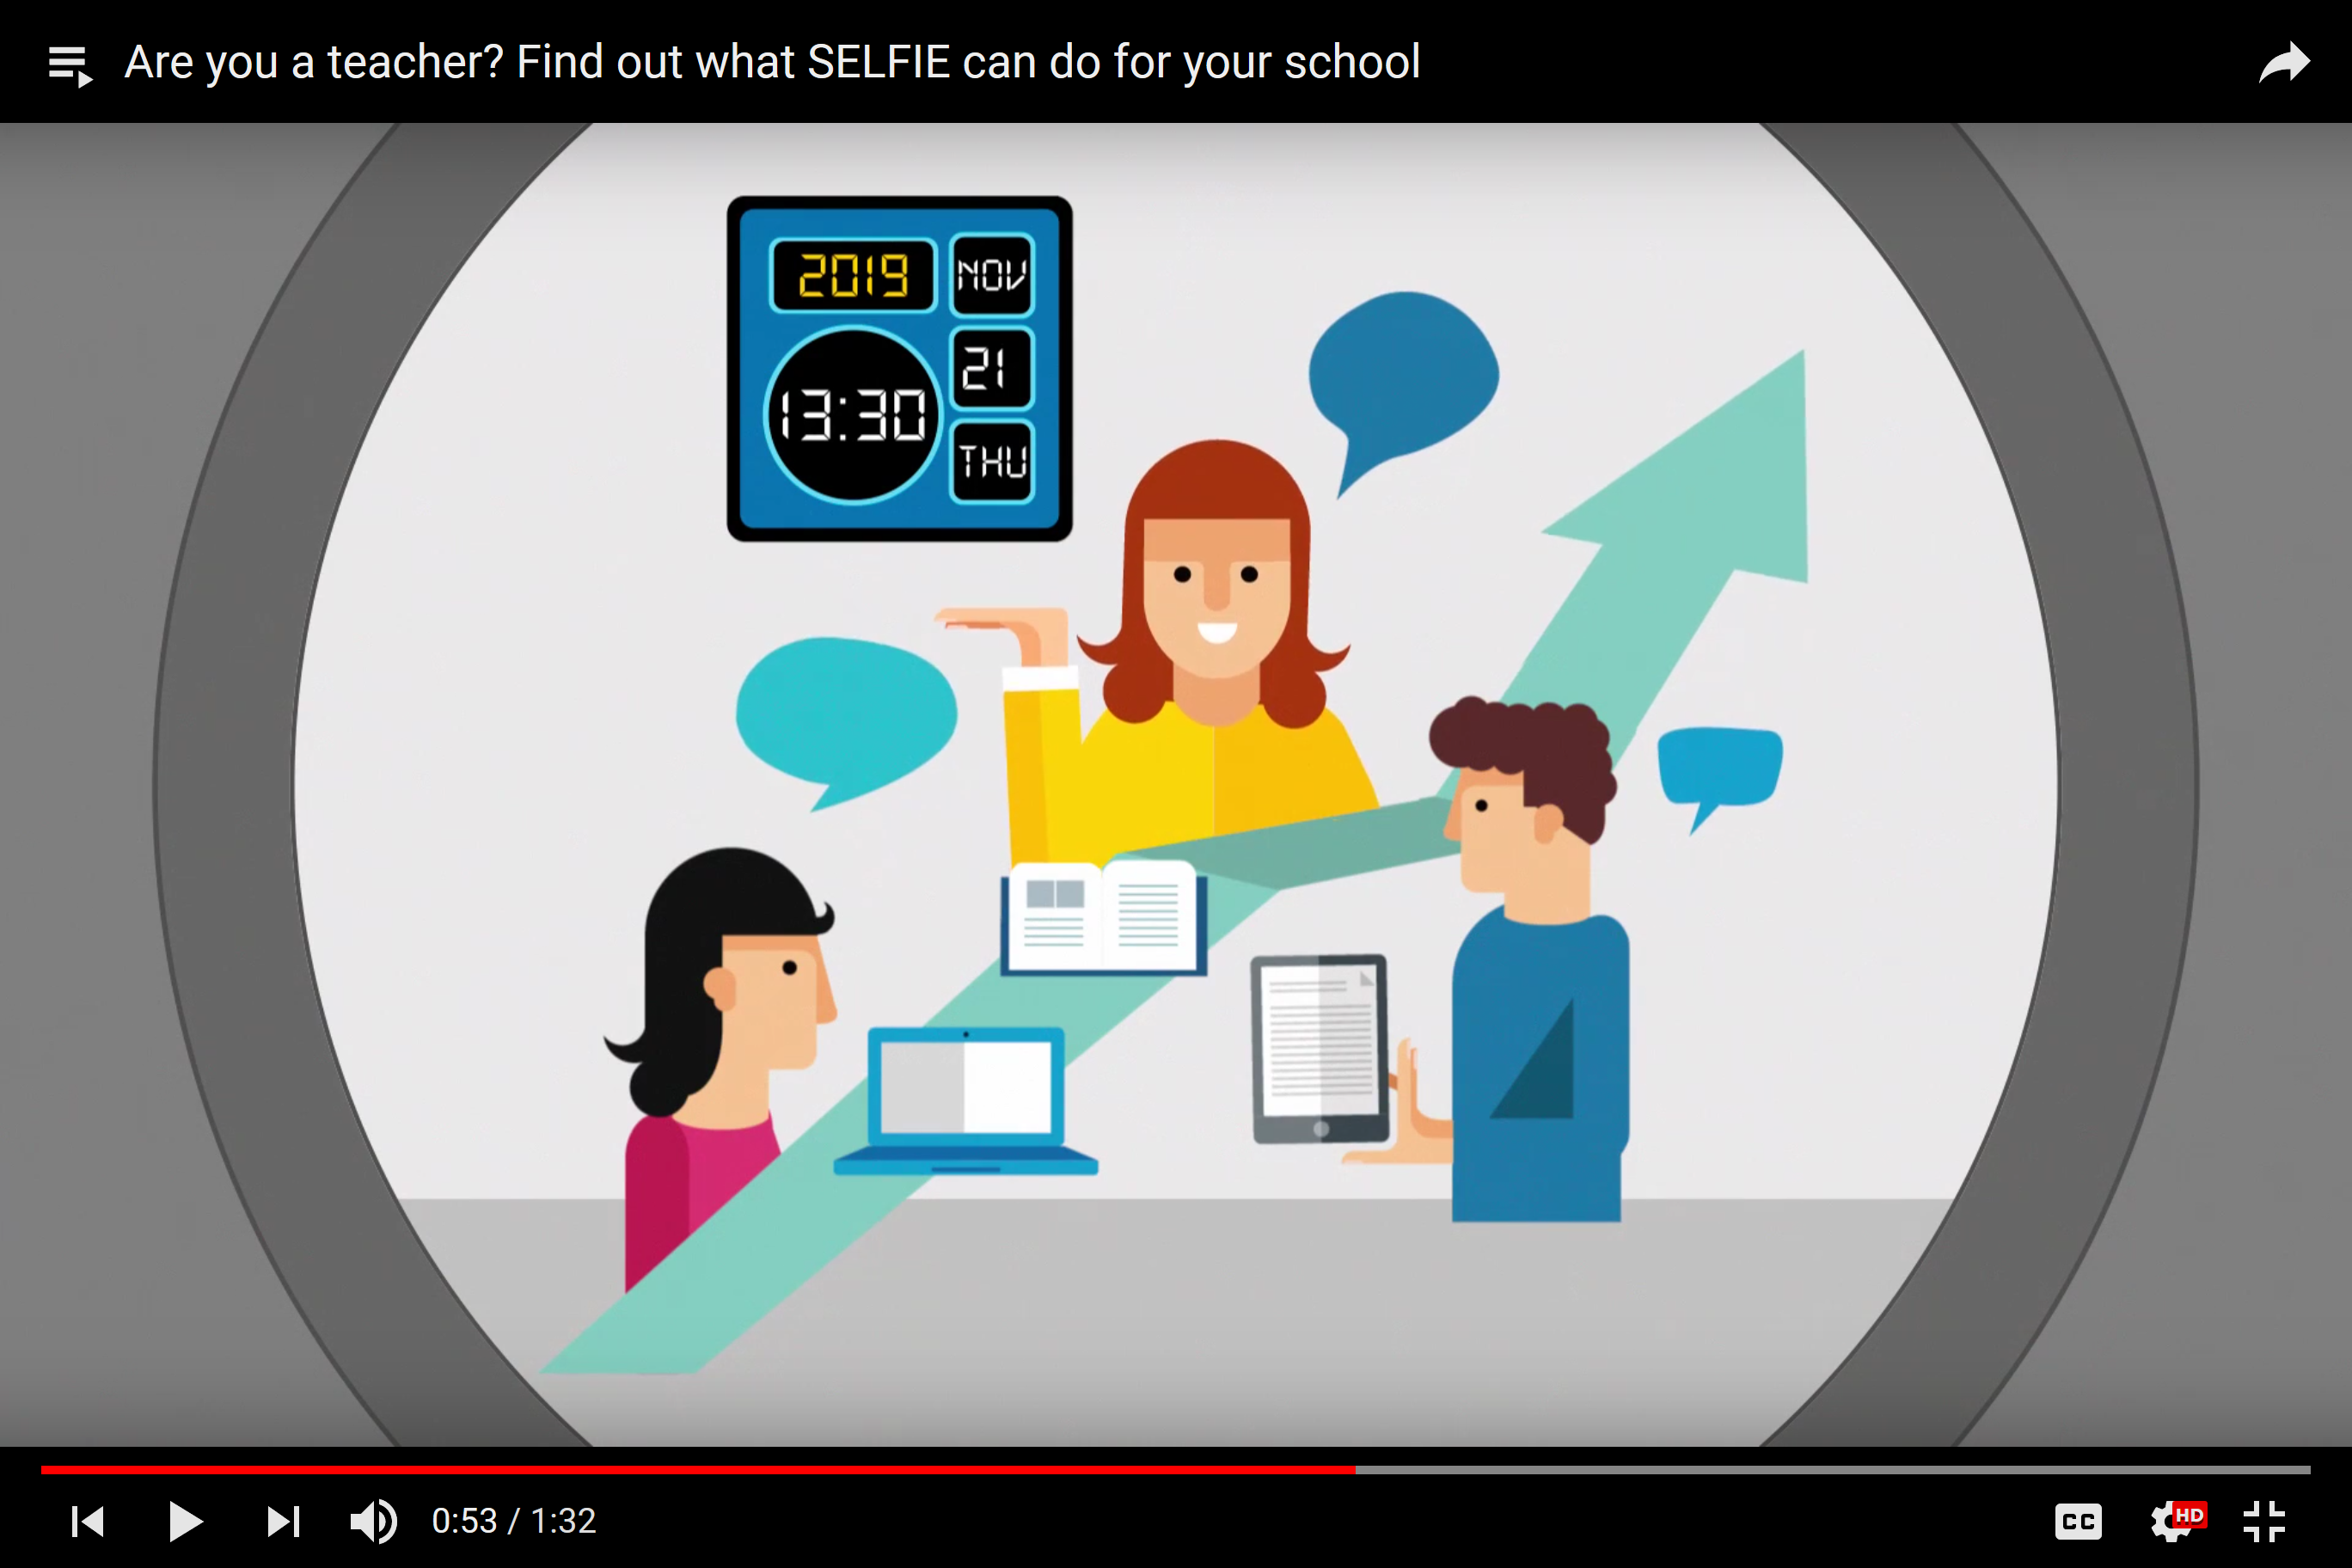 Are you a teacher? Find out what SELFIE can do for your school
2019
NOV
13:30
21
THU
0:53 / 1:32
CC
HD